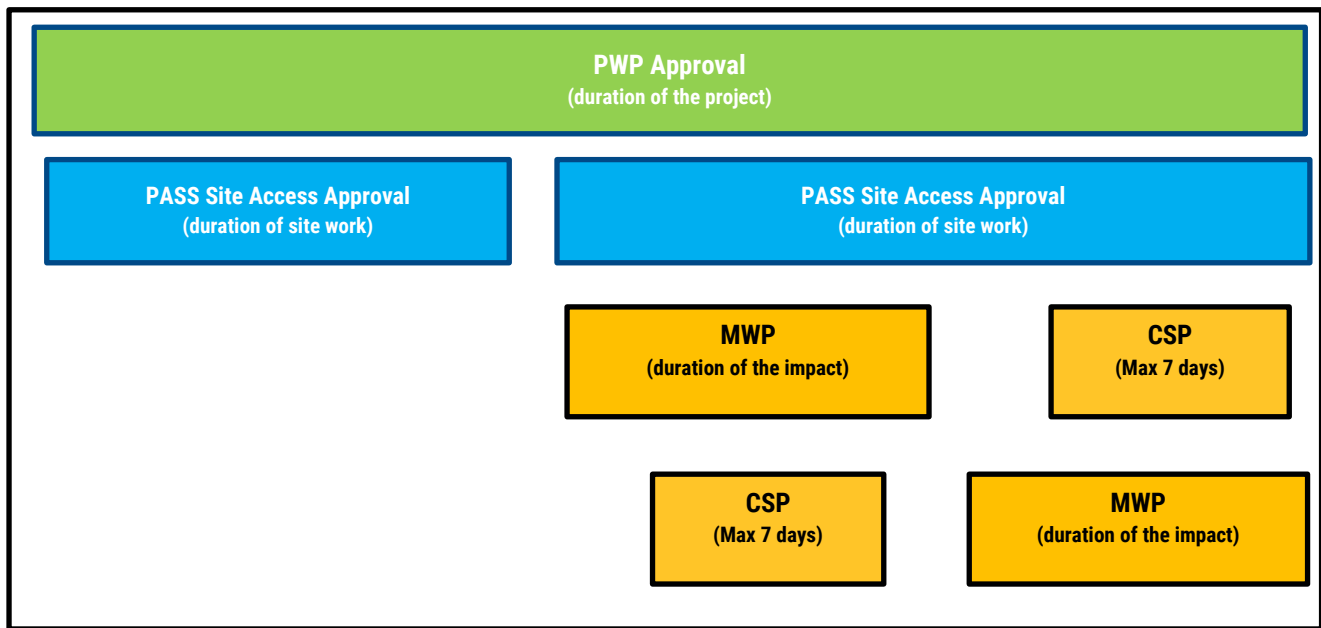 PWP Approval
(duration of the project)
PASS Site Access Approval
(duration of site work)
PASS Site Access Approval
(duration of site work)
MWP
(duration of the impact)
CSP
(Max 7 days)
CSP
(Max 7 days)
MWP
(duration of the impact)